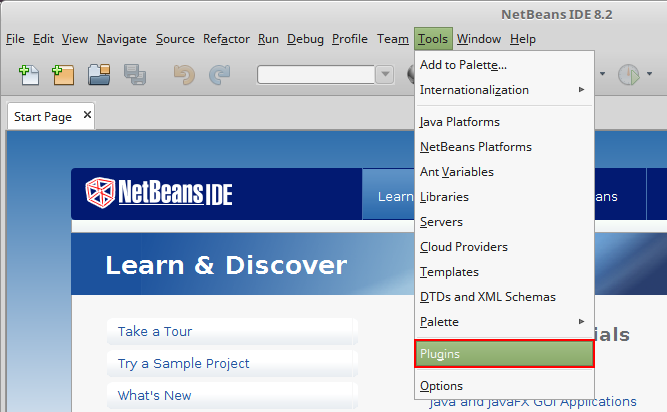 NetBeans IDE 8.2
File Edit View Navigate Source Refactor Run Debug Profile Team Tools Window Help
Start Page
Add to Palette...
Internationalization
Java Platforms
NetBeans Platforms
Ant Variables
Libraries
Servers
Cloud Providers
Templates
DTDs and XML Schemas
Palette
Plugins
Options
NetBeans IDE
Learn
ans
Learn & Discover
Take a Tour
Try a Sample Project
What's New
ials
Java and JavaFX GUI Applications